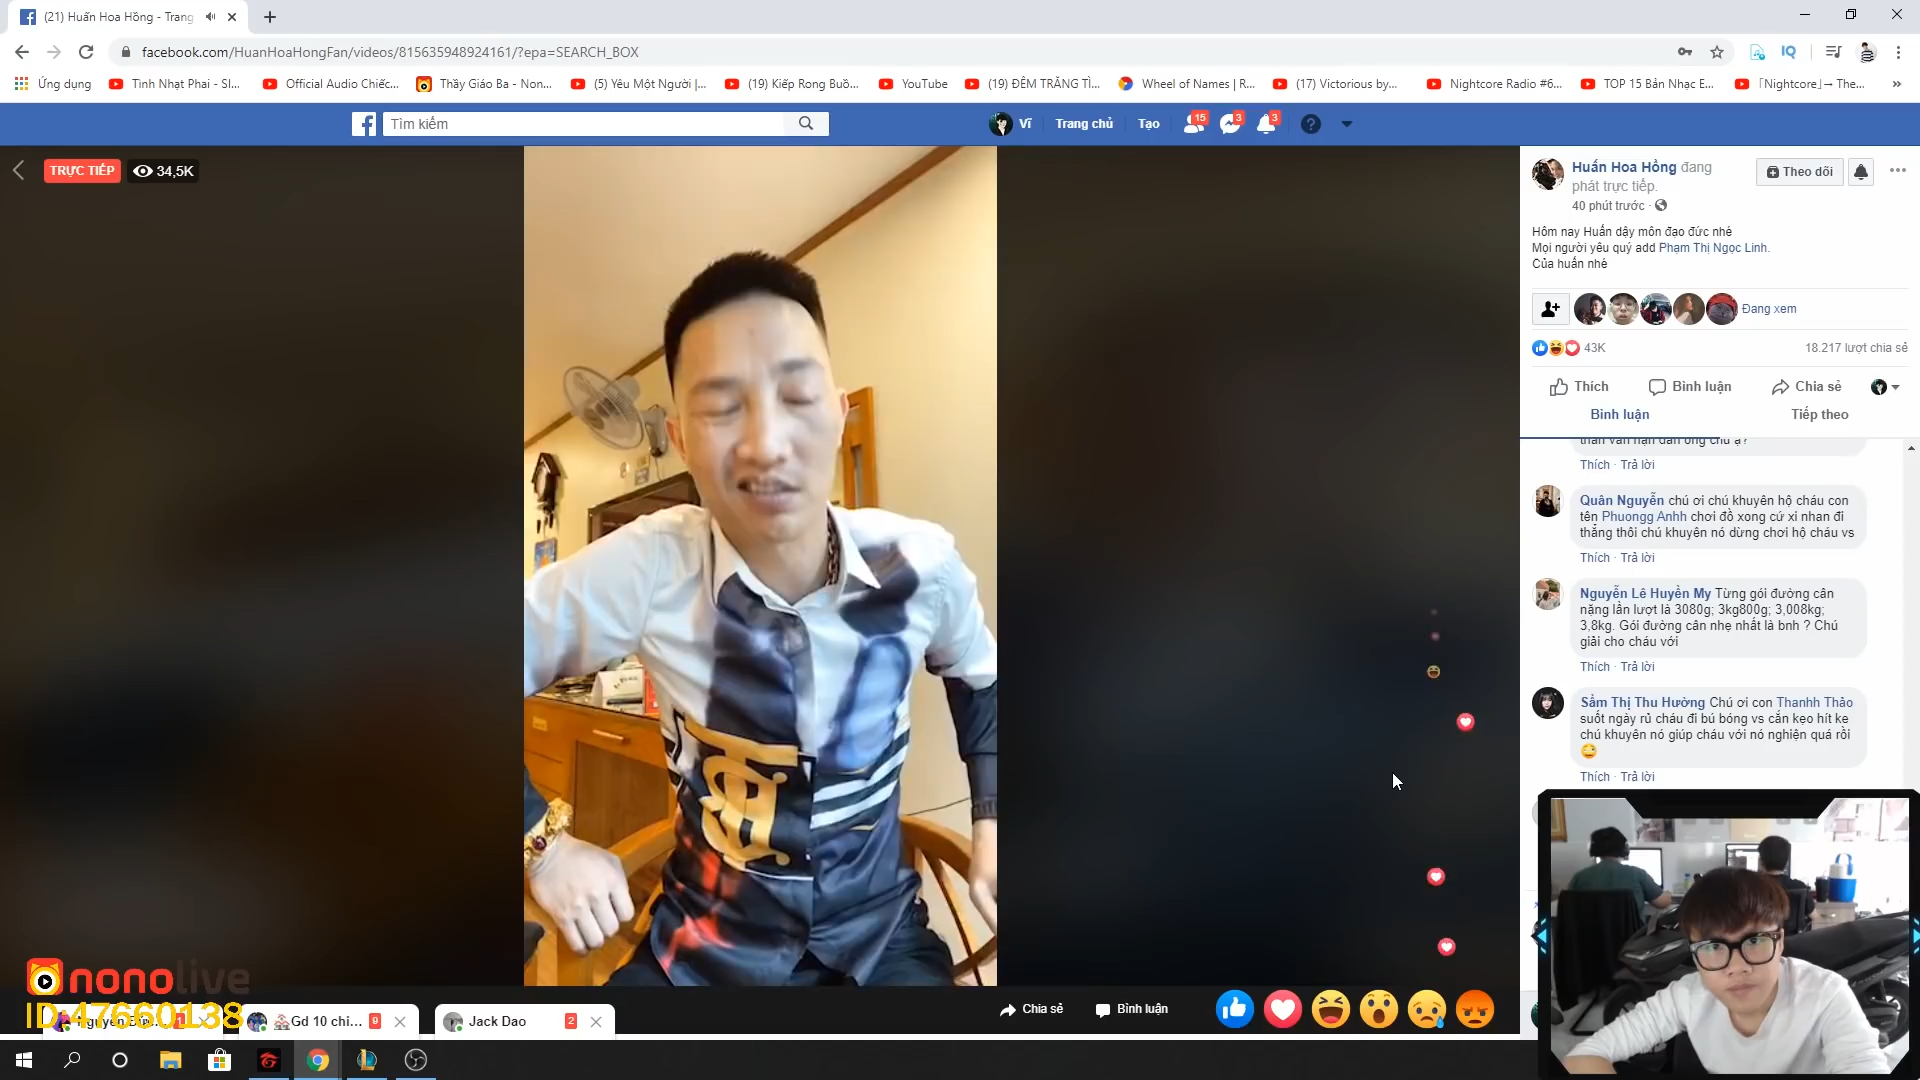 (21) Huấn Hoa Hồng - Trang
facebook.com/HuanHoaHongFan/videos/815635948924161/?epa=SEARCH_BOX
Ứng dụng
Tình Nhạt Phai - Sl...
Official Audio Chiếc...
Thầy Giáo Ba - Non...
(5) Yêu Một Người |...
(19) Kiếp Rong Buồ...
YouTube
(19) ĐÊM TRĂNG TÌ...
Wheel of Names | R...
(17) Victorious by...
Nightcore Radio #6...
TOP 15 Bản Nhạc E...
「Nightcore」→ The...
Tìm kiếm
Vĩ
Trang chủ
Tạo
15
3
3
TRỰC TIẾP
34,5K
Huấn Hoa Hồng đang
phát trực tiếp.
40 phút trước ·
Theo dõi
Hôm nay Huấn dậy môn đạo đức nhé
Mọi người yêu quý add Phạm Thị Ngọc Linh.
Của huấn nhé
Đang xem
43K
18.217 lượt chia sẻ
Thích
Bình luận
Chia sẻ
Bình luận
Tiếp theo
Thích · Trả lời
Quân Nguyễn chú ơi chú khuyên hộ cháu con
tên Phuongg Anhh chơi đồ xong cứ xi nhan đi
thẳng thôi chú khuyên nó dừng chơi hộ cháu vs
Thích · Trả lời
Nguyễn Lê Huyền My Từng gói đường cân
nặng lần lượt là 3080g; 3kg800g; 3,008kg;
3,8kg. Gói đường cân nhẹ nhất là bnh ? Chú
giải cho cháu với
Thích · Trả lời
Sầm Thị Thu Hường Chú ơi con Thanhh Thảo
suốt ngày rủ cháu đi bú bóng vs cắn kẹo hít ke
chú khuyên nó giúp cháu với nó nghiện quá rồi
Thích · Trả lời
nonolive
ID:47660138
Gd 10 chi...
9
Jack Dao
2
Chia sẻ
Bình luận